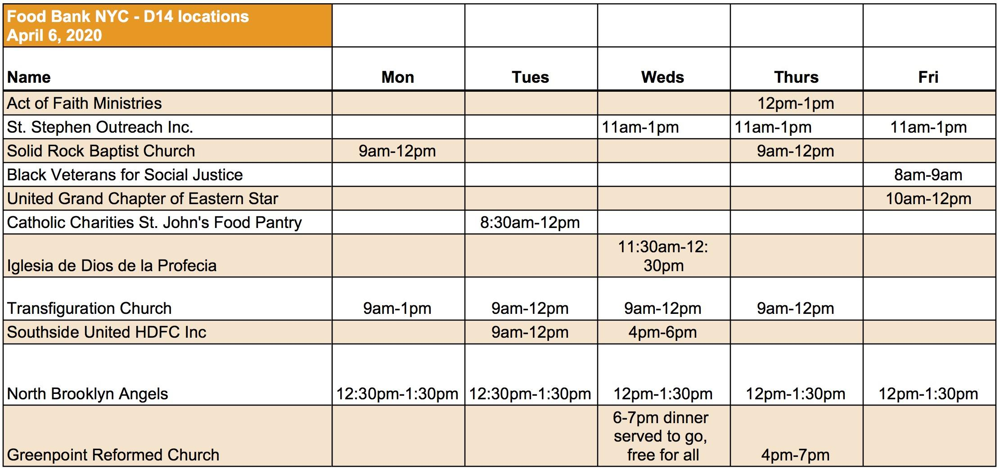 Food Bank NYC - D14 locations
April 6, 2020
Name Mon Tues Weds Thurs Fri
Act of Faith Ministries 12pm-1pm
St. Stephen Outreach Inc. 11am-1pm 11am-1pm 11am-1pm
Solid Rock Baptist Church 9am-12pm 9am-12pm
Black Veterans for Social Justice 8am-9am
United Grand Chapter of Eastern Star 10am-12pm
Catholic Charities St. John's Food Pantry 8:30am-12pm
11:30am-12:
Iglesia de Dios de la Profecia 30pm
Transfiguration Church 9am-1pm 9am-12pm 9am-12pm 9am-12pm
Southside United HDFC Inc 9am-12pm 4pm-6pm
North Brooklyn Angels 12:30pm-1:30pm 12:30pm-1:30pm 12pm-1:30pm 12pm-1:30pm 12pm-1:30pm
6-7pm dinner
served to go,
Greenpoint Reformed Church free for all 4pm-7pm